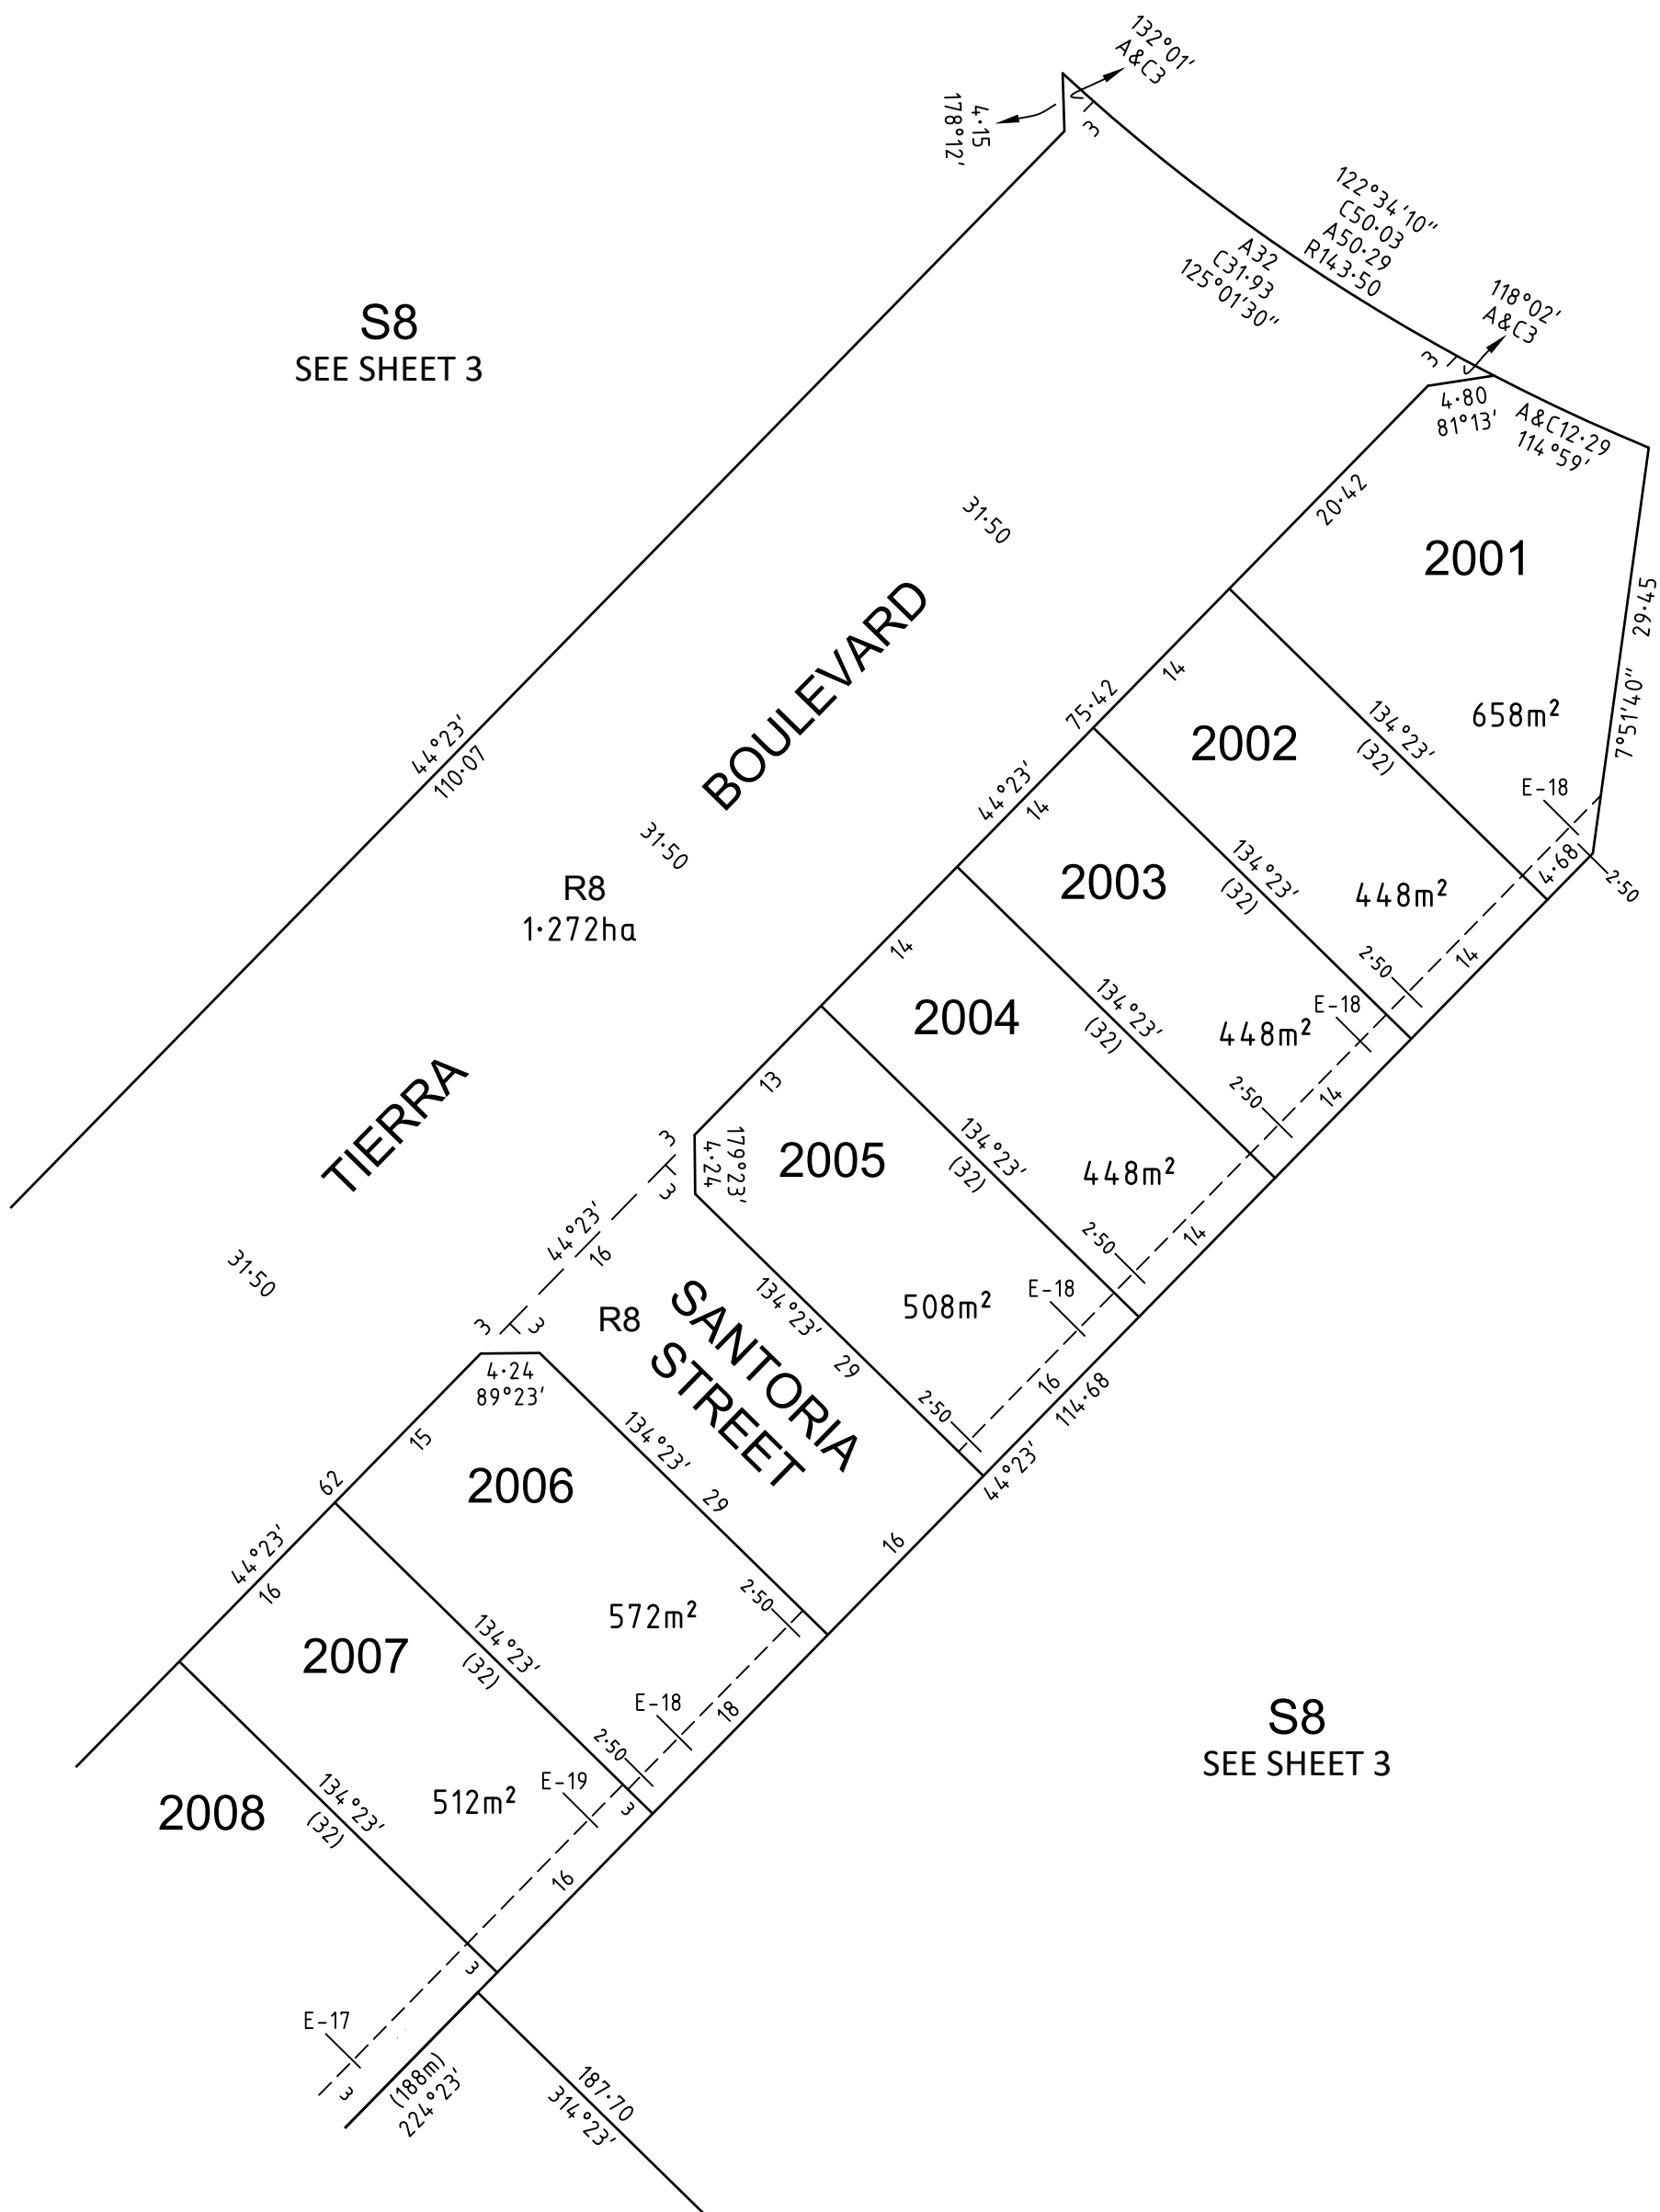 132°01'
A&C3
4·15
178°12'
3
122°34'10"
C50·03
A50·29
R143·50
A32
C31·93
125°01'30"
118°02'
A&C3
3
4·80
81°13'
A&C12·29
114°59'
S8
SEE SHEET 3
31·50
20·42
2001
29·45
7°51'40"
658m²
BOULEVARD
14
75·42
134°23'
(32)
2002
44°23'
110·07
E-18
4·68
2·50
44°23'
14
134°23'
(32)
2003
448m²
31·50
R8
1·272ha
14
2·50
14
134°23'
(32)
2004
E-18
448m²
TIERRA
13
2·50
14
3
3
179°23'
4·24
2005
134°23'
(32)
448m²
44°23'
16
2·50
14
31·50
134°23'
508m²
E-18
R8
SANTORIA
STREET
29
3
3
4·24
89°23'
2·50
16
114·68
44°23'
15
134°23'
29
2006
62
16
44°23'
16
2·50
572m²
134°23'
(32)
2007
E-18
18
2·50
S8
SEE SHEET 3
E-19
3
512m²
134°23'
(32)
2008
16
3
E-17
3
(188m)
224°23'
187·70
314°23'